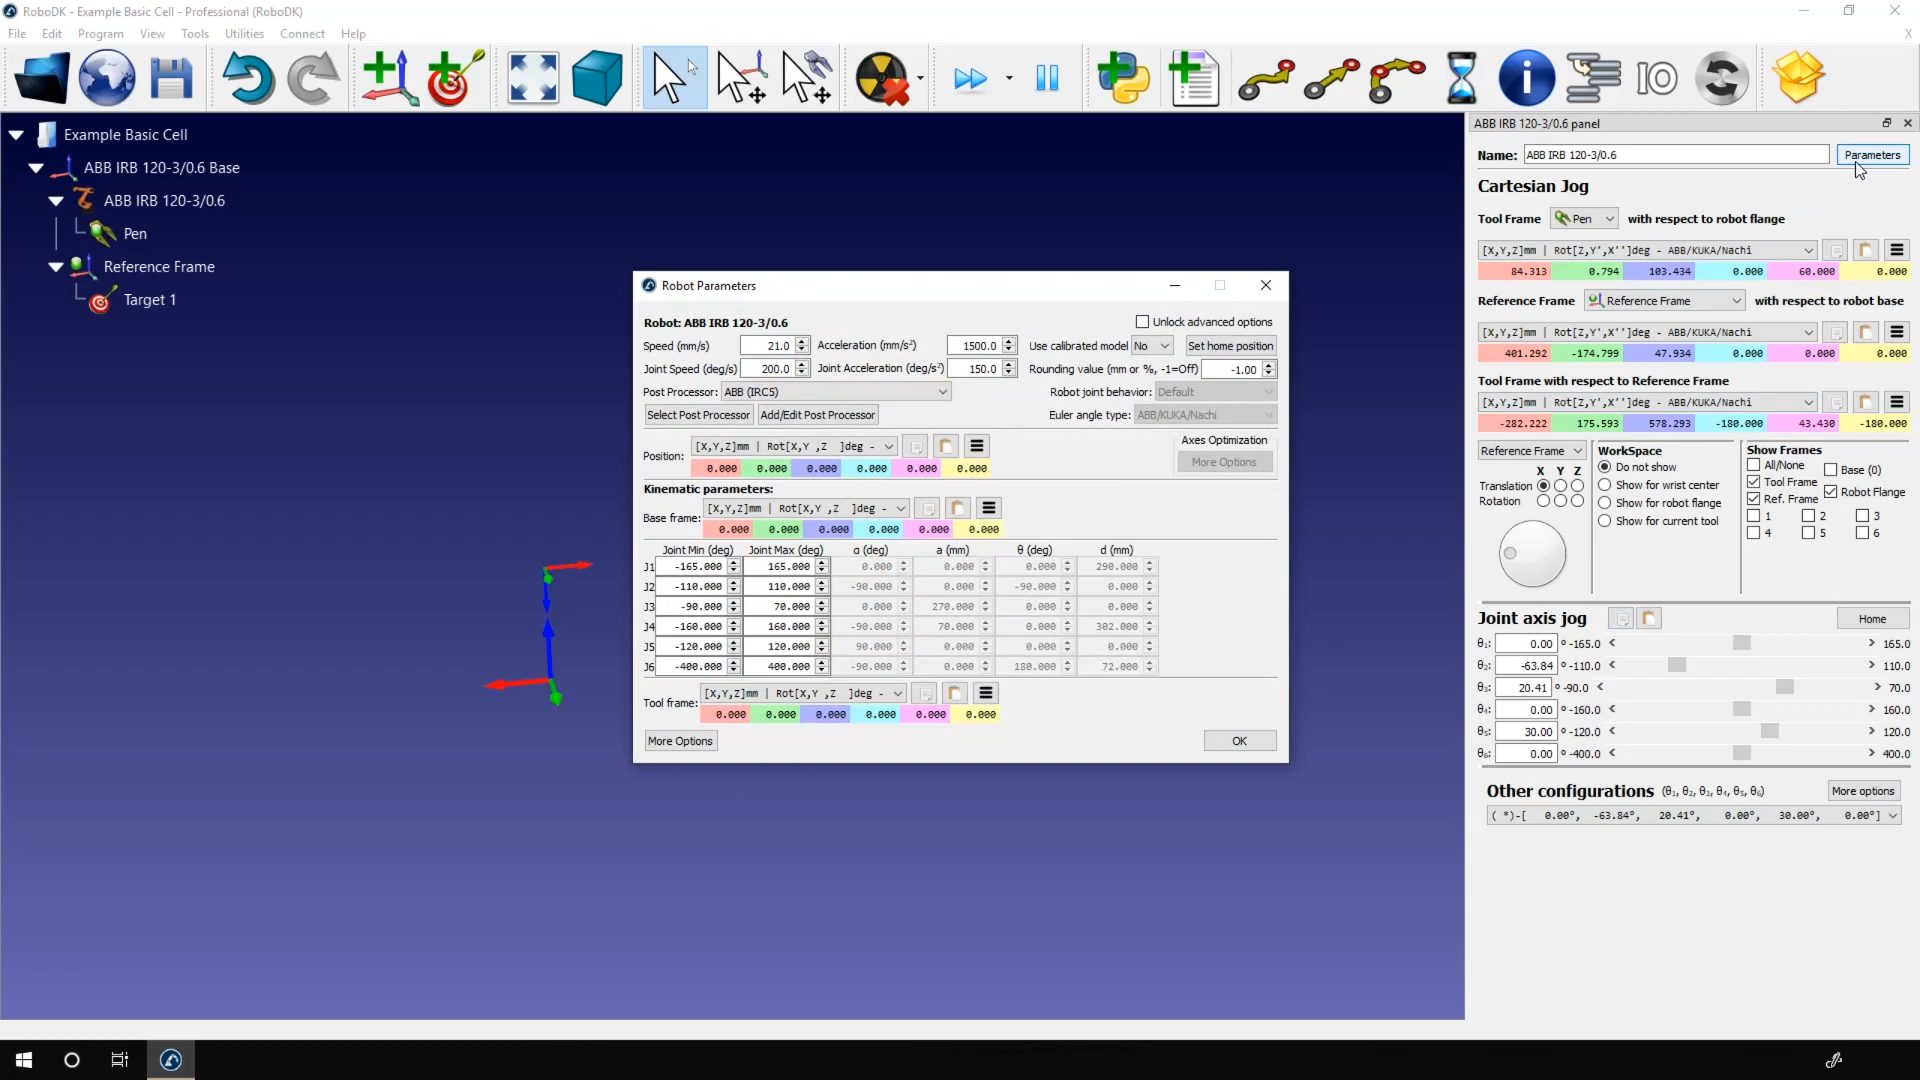 RoboDK - Example Basic Cell - Professional (RoboDK)
File Edit Program View Tools Utilities Connect Help X
IO
Example Basic Cell
ABB IRB 120-3/0.6 Base
ABB IRB 120-3/0.6
Pen
Reference Frame
Target 1
Robot Parameters
Robot: ABB IRB 120-3/0.6 Unlock advanced options
Speed (mm/s) 21.0 Acceleration (mm/s²) 1500.0 Use calibrated model No Set home position
Joint Speed (deg/s) 200.0 Joint Acceleration (deg/s²) 150.0 Rounding value (mm or %, -1=Off) -1.00
Post Processor: ABB (IRC5) Robot joint behavior: Default
Select Post Processor Add/Edit Post Processor Euler angle type: ABB/KUKA/Nachi
Axes Optimization
Position: [X,Y,Z]mm | Rot[X,Y ,Z ]deg - More Options
0.000 0.000 0.000 0.000 0.000 0.000
Kinematic parameters:
Base frame: [X,Y,Z]mm | Rot[X,Y ,Z ]deg -
0.000 0.000 0.000 0.000 0.000 0.000
Joint Min (deg) Joint Max (deg) α (deg) a (mm) θ (deg) d (mm)
J1 -165.000 165.000 0.000 0.000 0.000 290.000
J2 -110.000 110.000 -90.000 0.000 -90.000 0.000
J3 -90.000 70.000 0.000 270.000 0.000 0.000
J4 -160.000 160.000 -90.000 70.000 0.000 302.000
J5 -120.000 120.000 90.000 0.000 0.000 0.000
J6 -400.000 400.000 -90.000 0.000 180.000 72.000
Tool frame: [X,Y,Z]mm | Rot[X,Y ,Z ]deg -
0.000 0.000 0.000 0.000 0.000 0.000
More Options OK
ABB IRB 120-3/0.6 panel
Name: ABB IRB 120-3/0.6 Parameters
Cartesian Jog
Tool Frame Pen with respect to robot flange
[X,Y,Z]mm | Rot[Z,Y',X'']deg - ABB/KUKA/Nachi
84.313 0.794 103.434 0.000 60.000 0.000
Reference Frame Reference Frame with respect to robot base
[X,Y,Z]mm | Rot[Z,Y',X'']deg - ABB/KUKA/Nachi
401.292 -174.799 47.934 0.000 0.000 0.000
Tool Frame with respect to Reference Frame
[X,Y,Z]mm | Rot[Z,Y',X'']deg - ABB/KUKA/Nachi
-282.222 175.593 578.293 -180.000 43.430 -180.000
Reference Frame
X Y Z
Translation
Rotation
WorkSpace
Do not show
Show for wrist center
Show for robot flange
Show for current tool
Show Frames
All/None Base (0)
Tool Frame
Ref. Frame Robot Flange
1 2 3
4 5 6
Joint axis jog Home
θ₁: 0.00 º -165.0 < > 165.0
θ₂: -63.84 º -110.0 < > 110.0
θ₃: 20.41 º -90.0 < > 70.0
θ₄: 0.00 º -160.0 < > 160.0
θ₅: 30.00 º -120.0 < > 120.0
θ₆: 0.00 º -400.0 < > 400.0
Other configurations (θ₁, θ₂, θ₃, θ₄, θ₅, θ₆) More options
( *)-[ 0.00º, -63.84º, 20.41º, 0.00º, 30.00º, 0.00º]